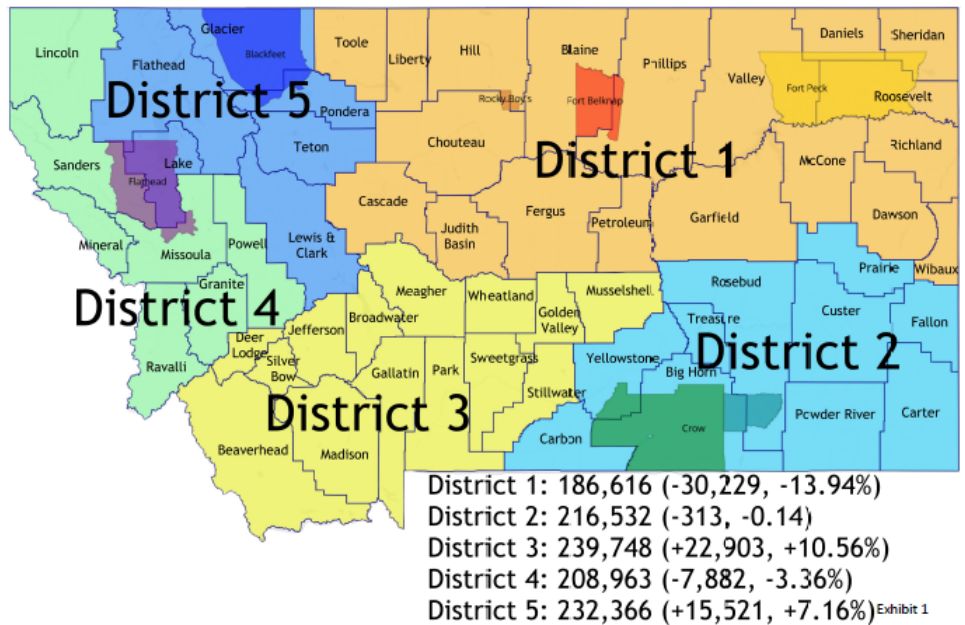 Glacier
Daniels
Sheridan
Lincoln
Toole
Liberty
Hill
Blaine
Blackfeet
Flathead
Phillips
Valley
Fort Peck
Roosevelt
District 5
Rocky Boy's
Fort Belknap
Pondera
Teton
Chouteau
District 1
McCone
Richland
Sanders
Lake
Flathead
Cascade
Fergus
Petroleum
Garfield
Dawson
Judith
Basin
Mineral
Missoula
Powell
Lewis &
Clark
Prairie
Wibaux
Granite
Meagher
Wheatland
Musselshell
Rosebud
District 4
Broadwater
Golden
Valley
Treasure
Custer
Fallon
Jefferson
Deer
Lodge
Silver
Bow
Ravalli
Gallatin
Park
Sweetgrass
Yellowstone
Big Horn
District 2
Stillwater
District 3
Powder River
Carter
Crow
Carbon
Beaverhead
Madison
District 1: 186,616 (-30,229, -13.94%)
District 2: 216,532 (-313, -0.14)
District 3: 239,748 (+22,903, +10.56%)
District 4: 208,963 (-7,882, -3.36%)
District 5: 232,366 (+15,521, +7.16%) Exhibit 1